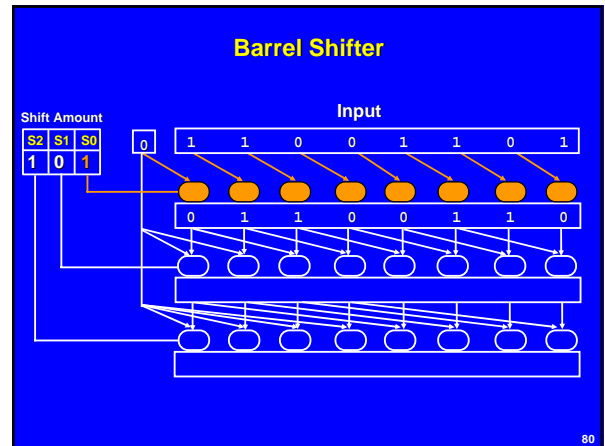 Barrel Shifter
Shift Amount
Input
S2 S1 S0
1 0 1
0 1 1 0 0 1 1 0 1
0 1 1 0 0 1 1 0
80